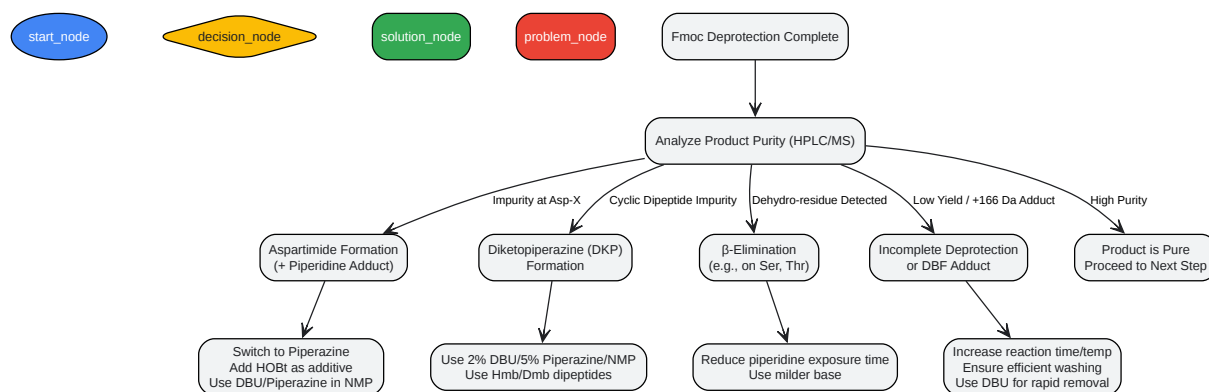 start_node
decision_node
solution_node
problem_node
Fmoc Deprotection Complete
Analyze Product Purity (HPLC/MS)
Impurity at Asp-X
Cyclic Dipeptide Impurity
Dehydro-residue Detected
Low Yield / +166 Da Adduct
High Purity
Aspartimide Formation
(+ Piperidine Adduct)
Diketopiperazine (DKP)
Formation
β-Elimination
(e.g., on Ser, Thr)
Incomplete Deprotection
or DBF Adduct
Product is Pure
Proceed to Next Step
Switch to Piperazine
Add HOBt as additive
Use DBU/Piperazine in NMP
Use 2% DBU/5% Piperazine/NMP
Use Hmb/Dmb dipeptides
Reduce piperidine exposure time
Use milder base
Increase reaction time/temp
Ensure efficient washing
Use DBU for rapid removal